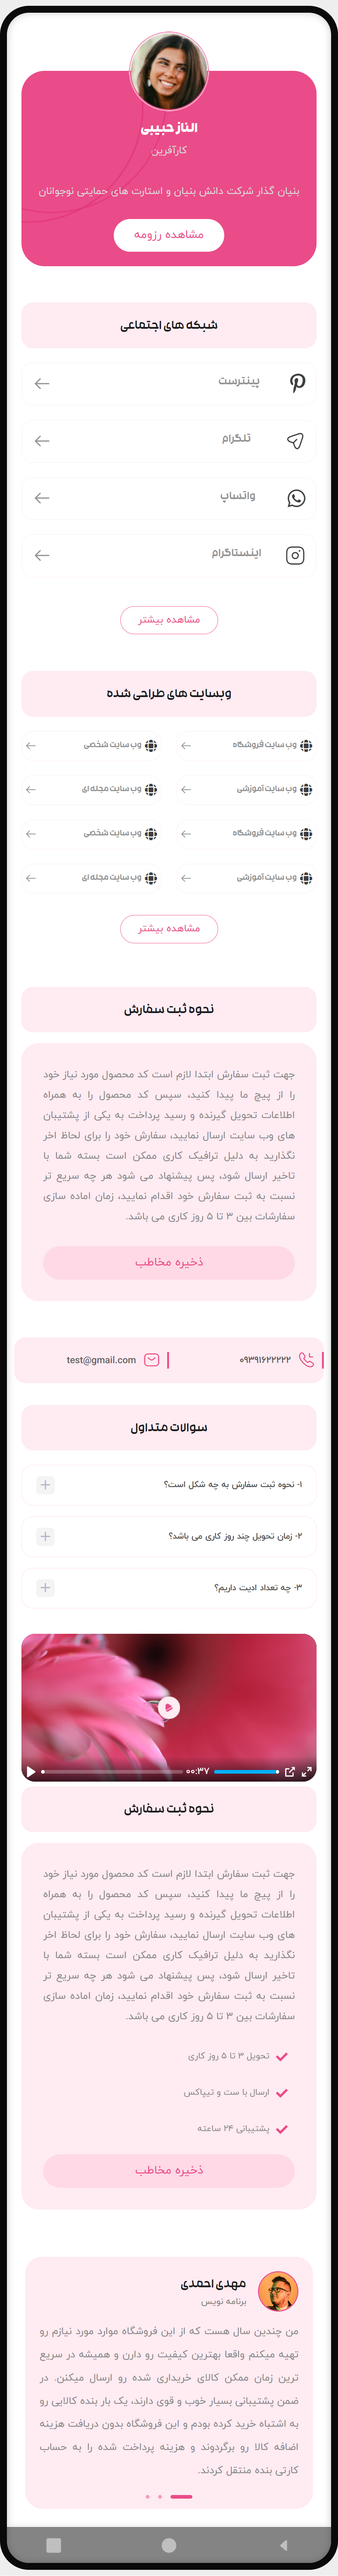 الناز حبیبی
کارآفرین
بنیان گذار شرکت دانش بنیان و استارت های حمایتی نوجوانان
مشاهده رزومه
شبکه های اجتماعی
پینترست
تلگرام
واتساپ
اینستاگرام
مشاهده بیشتر
وبسایت های طراحی شده
وب سایت فروشگاه
وب سایت شخصی
وب سایت آموزشی
وب سایت مجله ای
وب سایت فروشگاه
وب سایت شخصی
وب سایت آموزشی
وب سایت مجله ای
مشاهده بیشتر
نحوه ثبت سفارش
جهت ثبت سفارش ابتدا لازم است کد محصول مورد نیاز خود
را از پیج ما پیدا کنید، سپس کد محصول را به همراه
اطلاعات تحویل گیرنده و رسید پرداخت به یکی از پشتیبان
های وب سایت ارسال نمایید، سفارش خود را برای لحاظ اخر
نگذارید به دلیل ترافیک کاری ممکن است بسته شما با
تاخیر ارسال شود، پس پیشنهاد می شود هر چه سریع تر
نسبت به ثبت سفارش خود اقدام نمایید، زمان اماده سازی
سفارشات بین ۳ تا ۵ روز کاری می باشد.
ذخیره مخاطب
۰۹۳۹۱۶۲۲۲۲۲
test@gmail.com
سوالات متداول
۱- نحوه ثبت سفارش به چه شکل است؟
۲- زمان تحویل چند روز کاری می باشد؟
۳- چه تعداد ادیت داریم؟
۰۰:۳۷
نحوه ثبت سفارش
جهت ثبت سفارش ابتدا لازم است کد محصول مورد نیاز خود
را از پیج ما پیدا کنید، سپس کد محصول را به همراه
اطلاعات تحویل گیرنده و رسید پرداخت به یکی از پشتیبان
های وب سایت ارسال نمایید، سفارش خود را برای لحاظ اخر
نگذارید به دلیل ترافیک کاری ممکن است بسته شما با
تاخیر ارسال شود، پس پیشنهاد می شود هر چه سریع تر
نسبت به ثبت سفارش خود اقدام نمایید، زمان اماده سازی
سفارشات بین ۳ تا ۵ روز کاری می باشد.
تحویل ۳ تا ۵ روز کاری
ارسال با ست و تیپاکس
پشتیبانی ۲۴ ساعته
ذخیره مخاطب
مهدی احمدی
برنامه نویس
من چندین سال هست که از این فروشگاه موارد مورد نیازم رو
تهیه میکنم واقعا بهترین کیفیت رو دارن و همیشه در سریع
ترین زمان ممکن کالای خریداری شده رو ارسال میکنن. در
ضمن پشتیبانی بسیار خوب و قوی دارند، یک بار بنده کالایی رو
به اشتباه خرید کرده بودم و این فروشگاه بدون دریافت هزینه
اضافه کالا رو برگردوند و هزینه پرداخت شده را به حساب
کارتی بنده منتقل کردند.